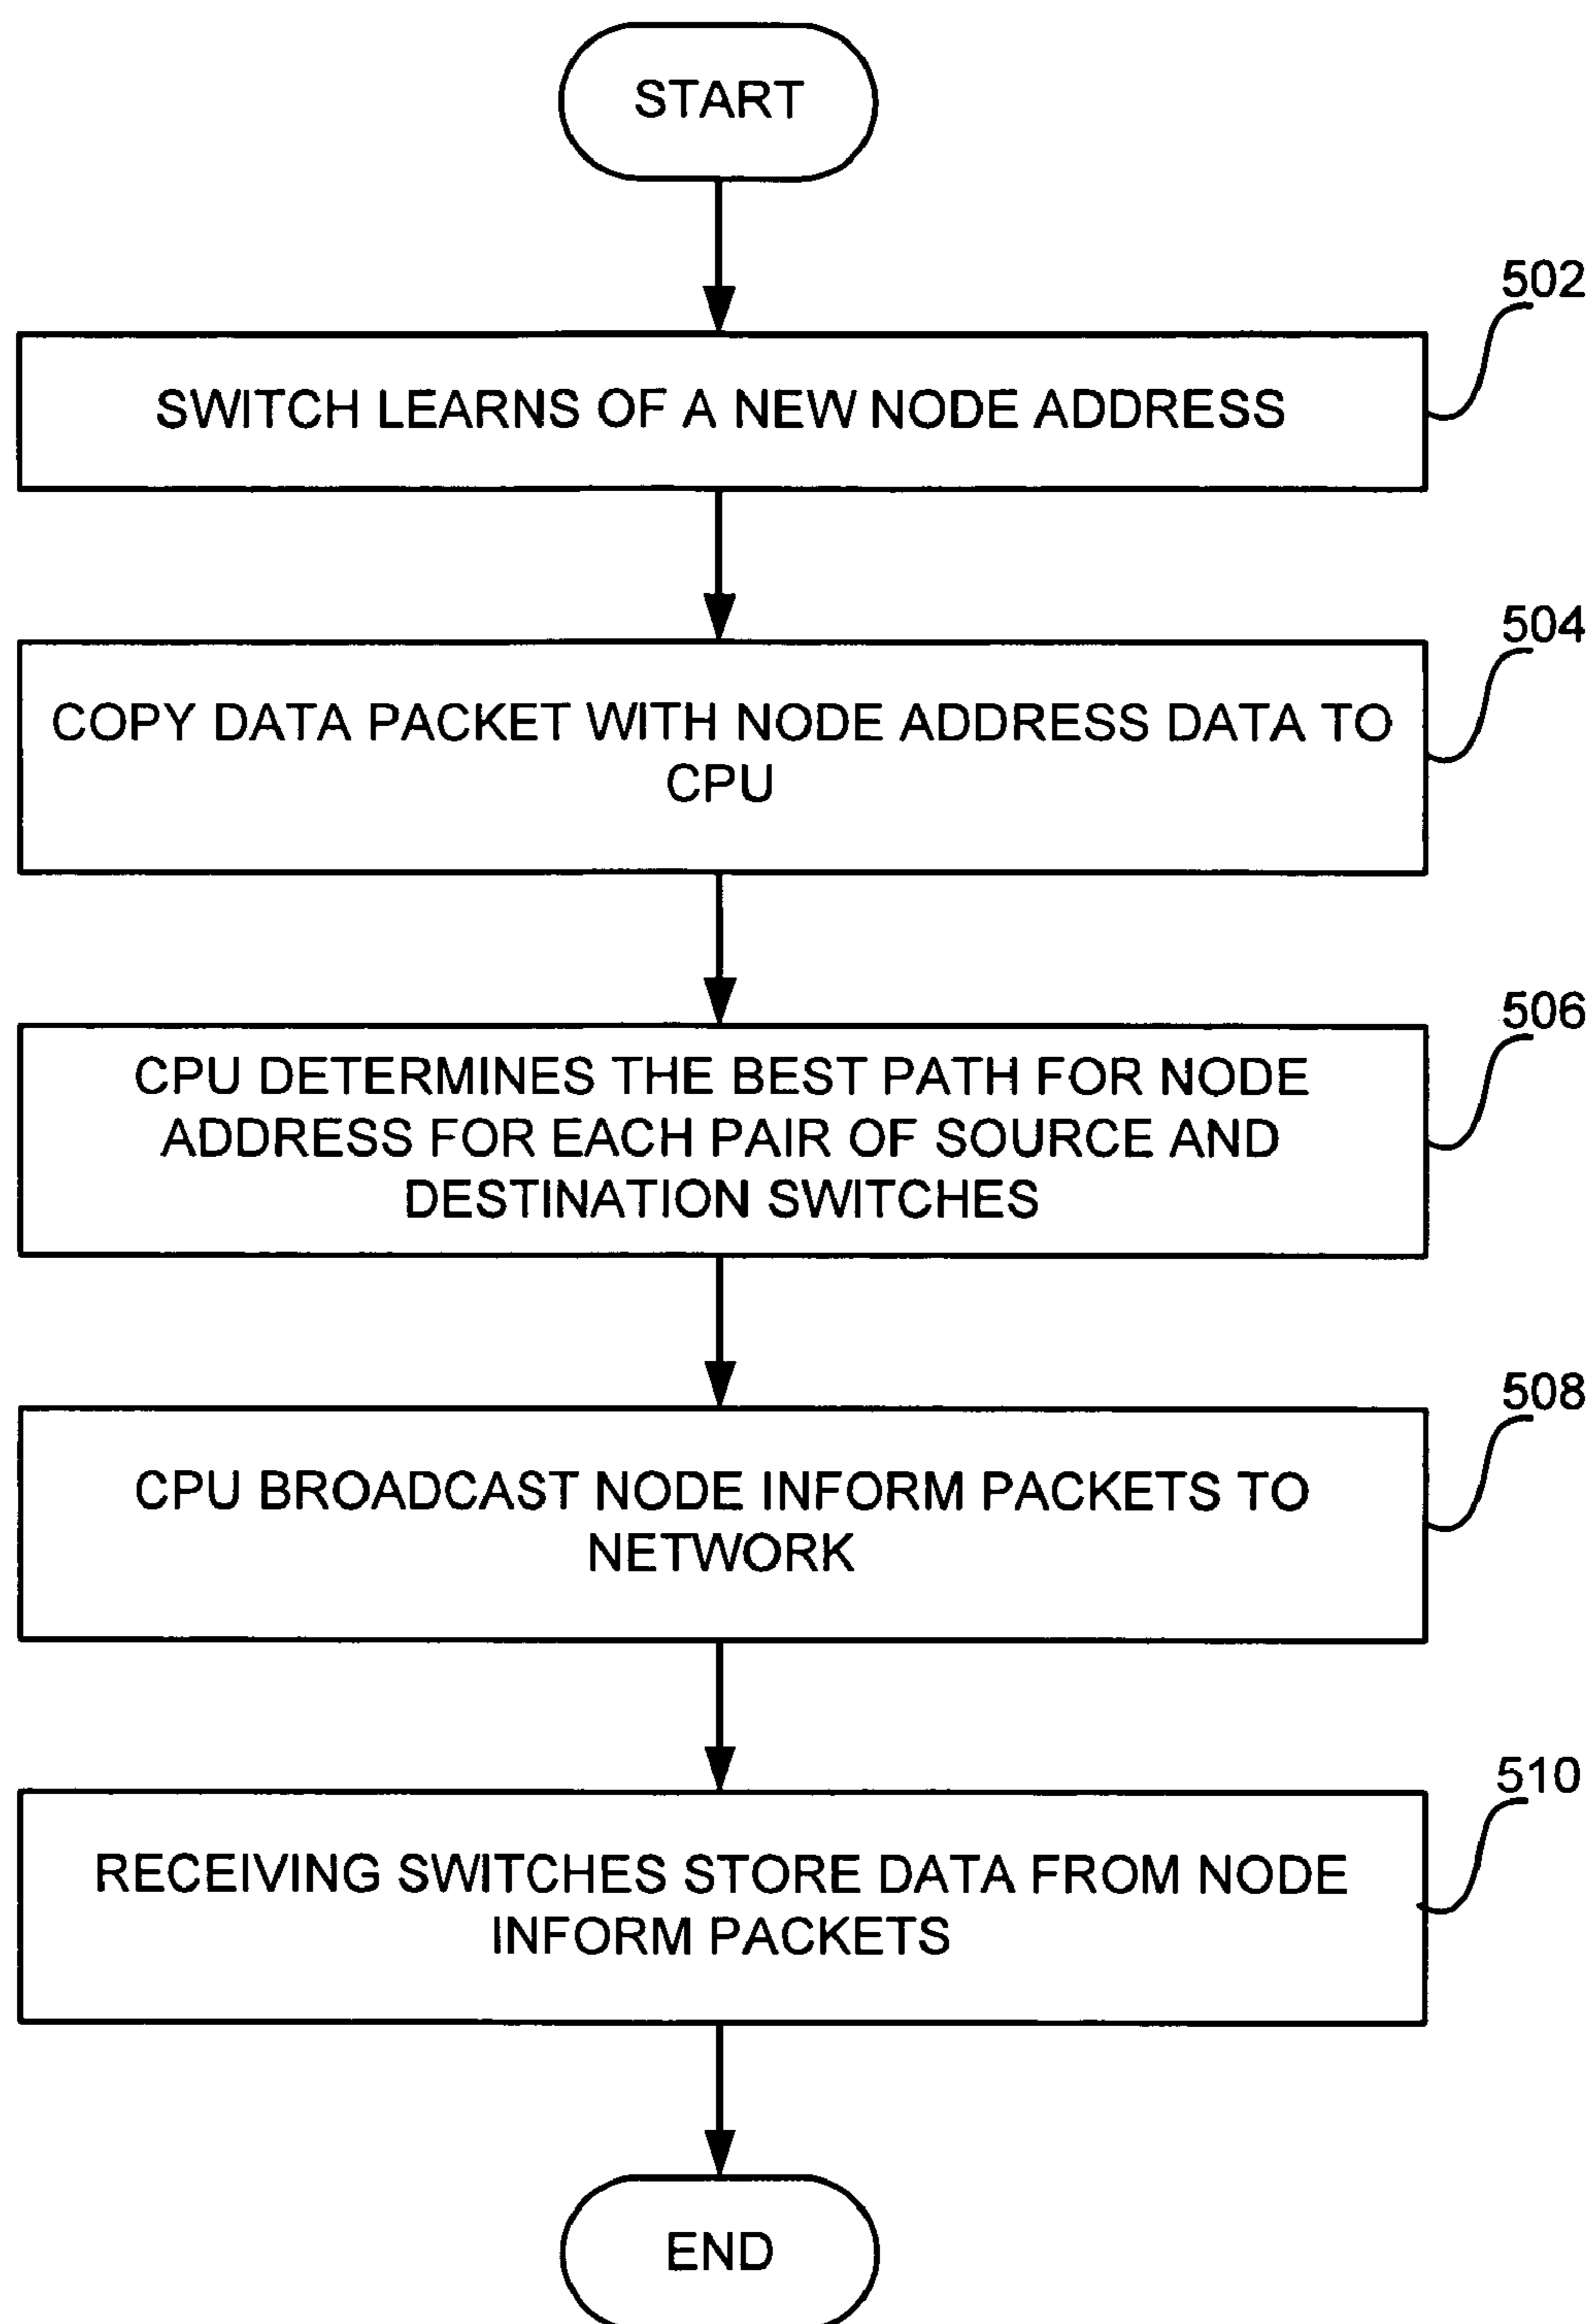 START
502
SWITCH LEARNS OF A NEW NODE ADDRESS
504
COPY DATA PACKET WITH NODE ADDRESS DATA TO
CPU
506
CPU DETERMINES THE BEST PATH FOR NODE
ADDRESS FOR EACH PAIR OF SOURCE AND
DESTINATION SWITCHES
508
CPU BROADCAST NODE INFORM PACKETS TO
NETWORK
510
RECEIVING SWITCHES STORE DATA FROM NODE
INFORM PACKETS
END